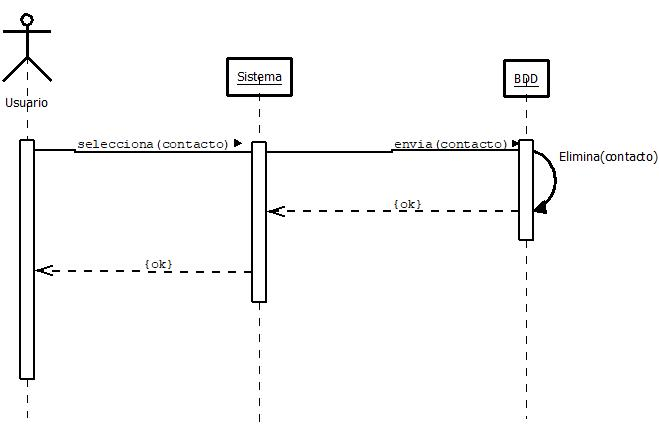 Sistema
BDD
Usuario
selecciona(contacto)
envia(contacto)
Elimina(contacto)
{ok}
{ok}